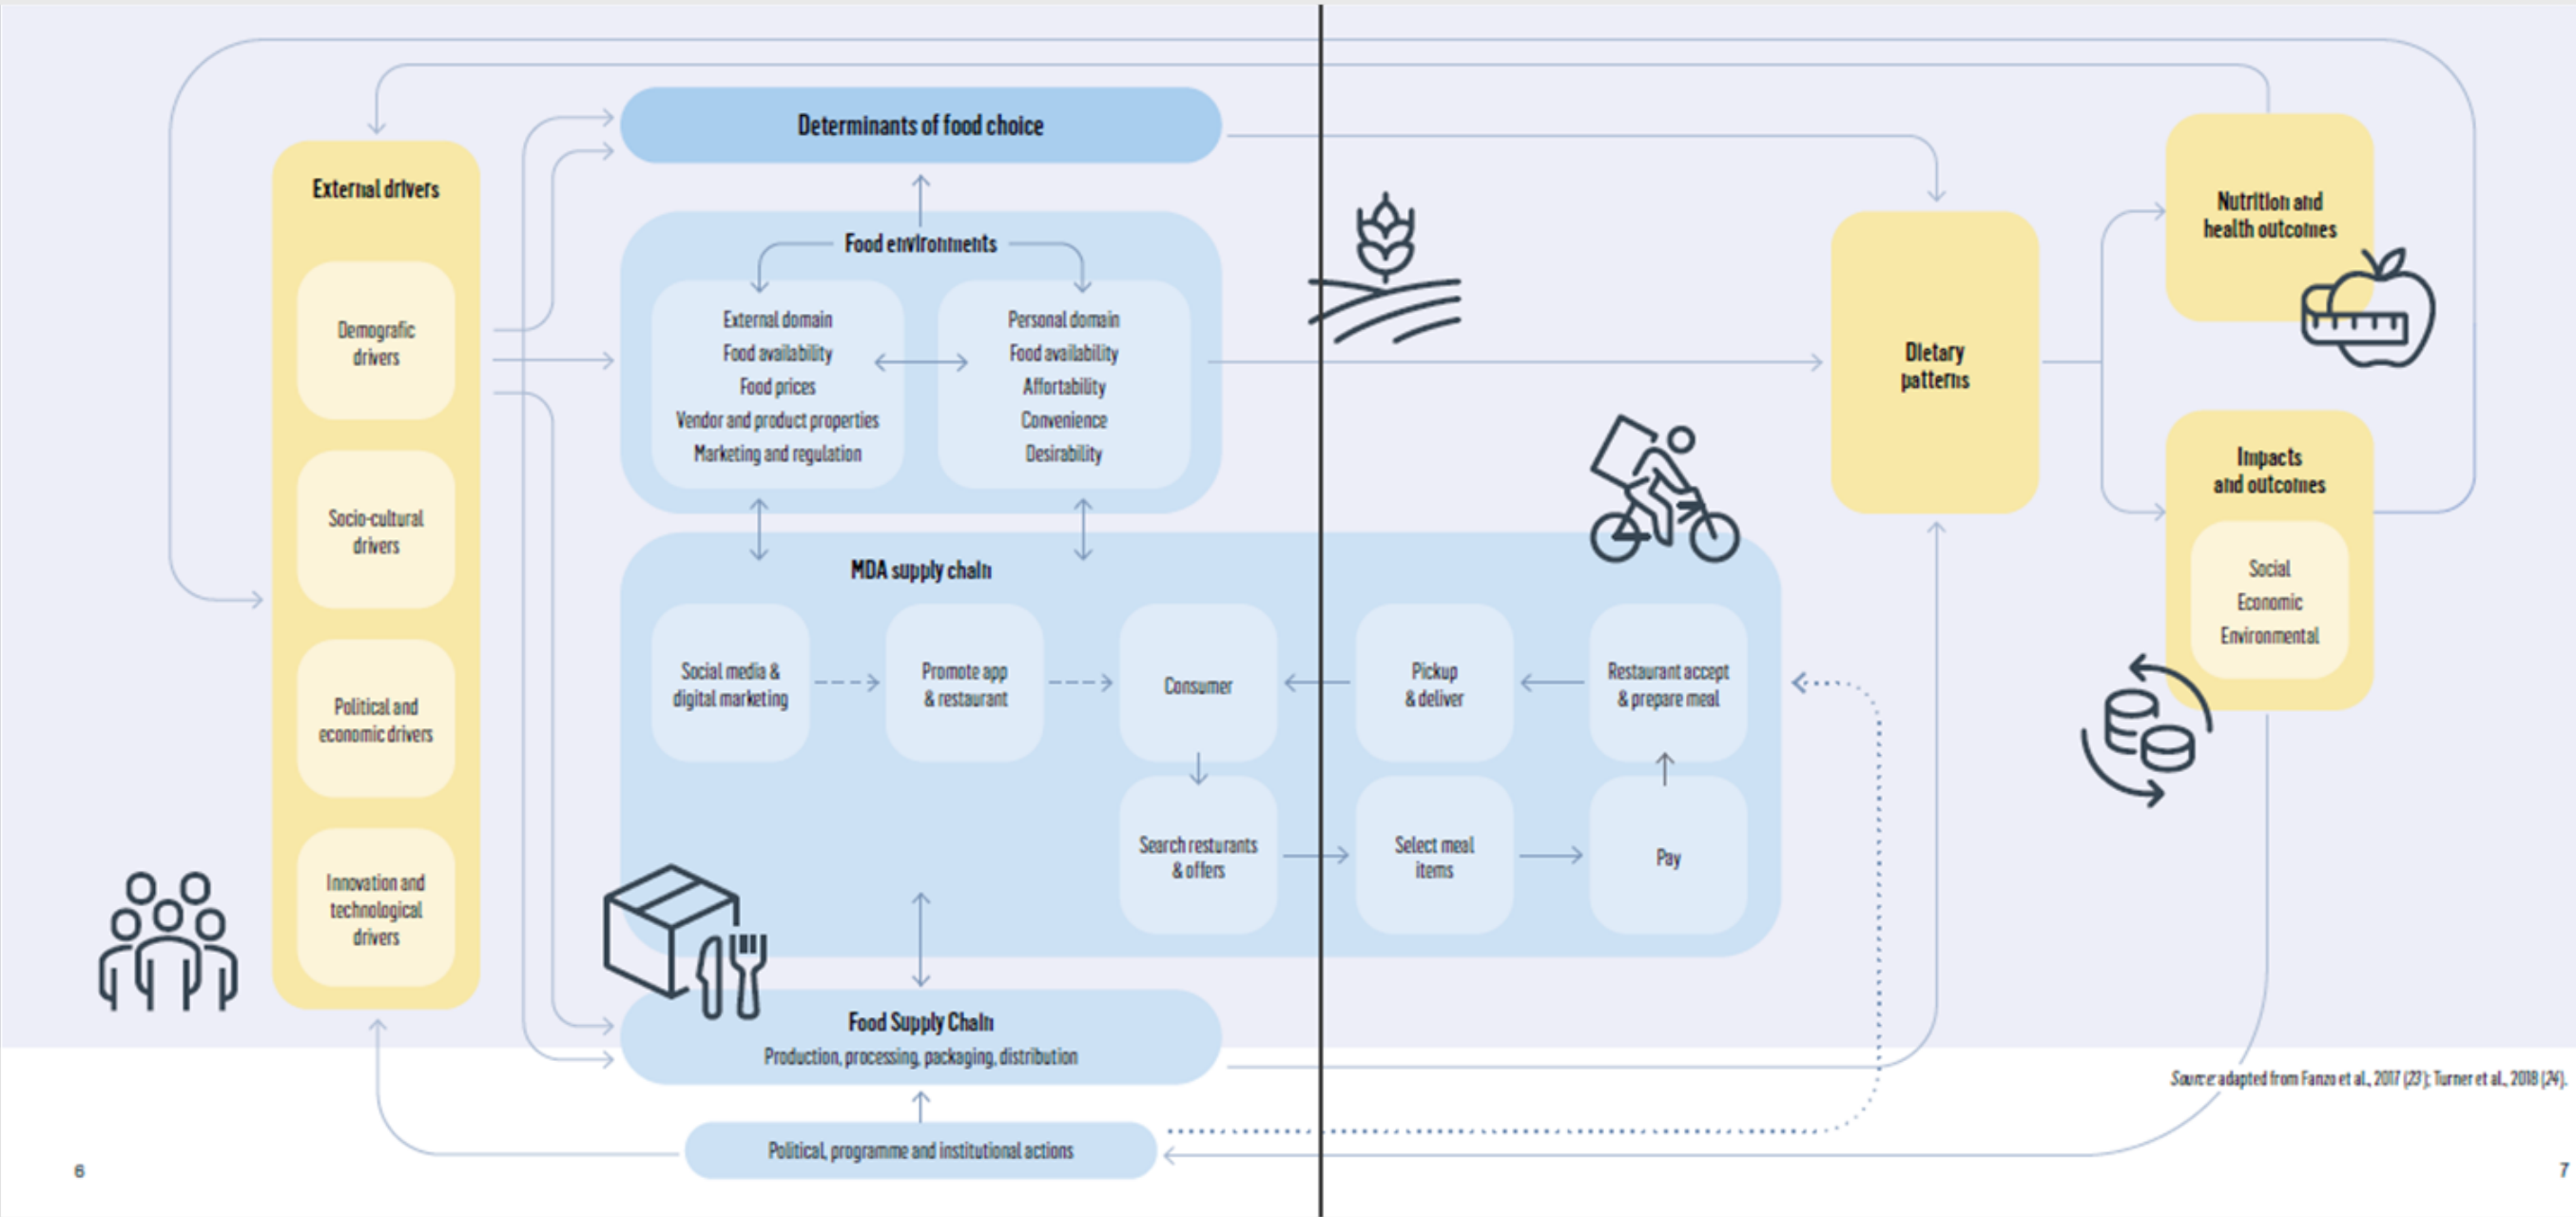 Determinants of food choice
External drivers
Demografic
drivers
Socio-cultural
drivers
Political and
economic drivers
Innovation and
technological
drivers
Food environments
External domain
Food availability
Food prices
Vendor and product properties
Marketing and regulation
Personal domain
Food availability
Affortability
Convenience
Desirability
MDA supply chain
Social media &
digital marketing
Promote app
& restaurant
Consumer
Pickup
& deliver
Restaurant accept
& prepare meal
Search resturants
& offers
Select meal
items
Pay
Food Supply Chain
Production, processing, packaging, distribution
Political, programme and institutional actions
Dietary
patterns
Nutrition and
health outcomes
Impacts
and outcomes
Social
Economic
Environmental
Source: adapted from Fanzo et al., 2017 (23); Turner et al., 2018 (24).
6
7